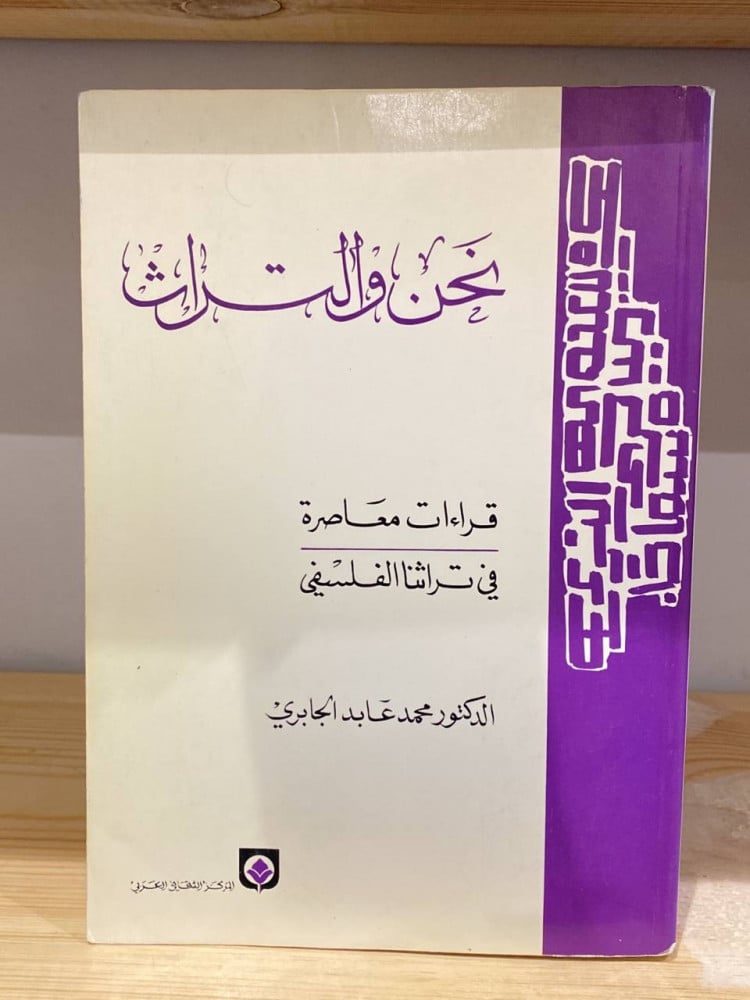 نحن والتراث
قراءات معاصرة
في تراثنا الفلسفي
الدكتور محمد عابد الجابري
المركز الثقافي العربي